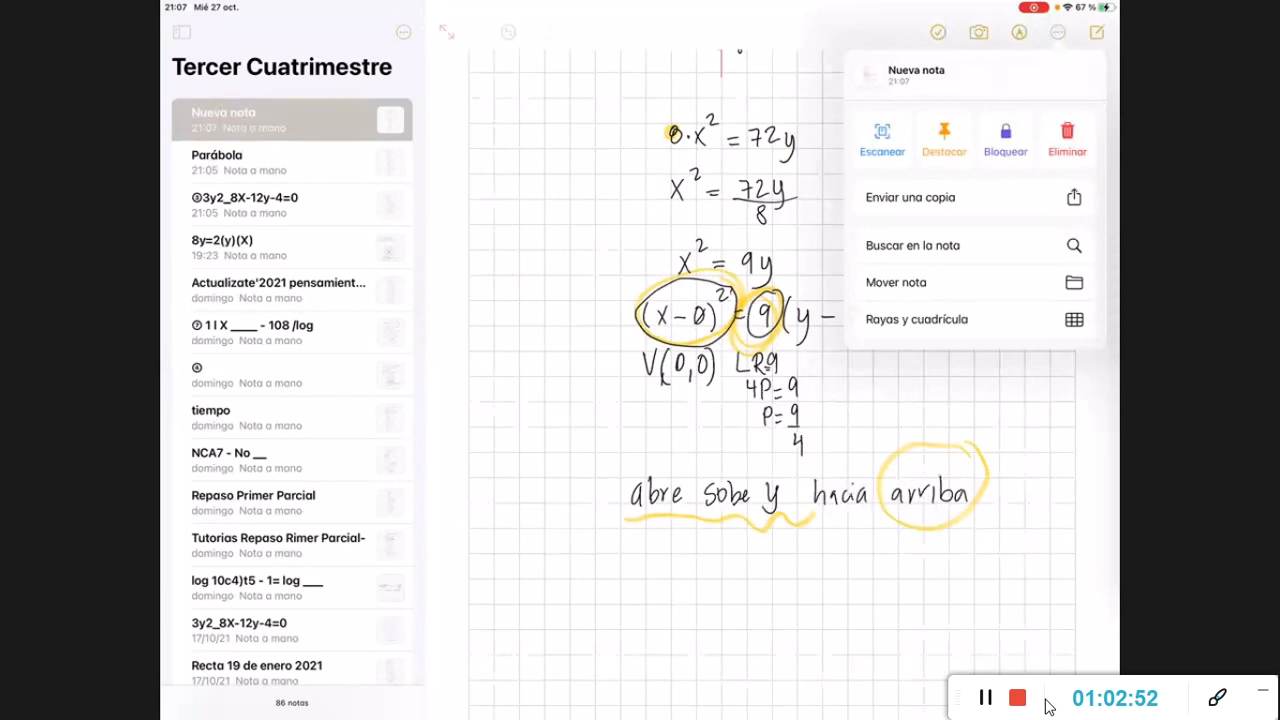 21:07 Mié 27 oct.
67 %
Tercer Cuatrimestre
Nueva nota
21:07 Nota a mano
Parábola
21:05 Nota a mano
③3y2_8X-12y-4=0
21:05 Nota a mano
8y=2(y)(X)
19:23 Nota a mano
Actualizate'2021 pensamient...
domingo Nota a mano
⑦ 1 I X ____ - 108 /log
domingo Nota a mano
④
domingo Nota a mano
tiempo
domingo Nota a mano
NCA7 - No __
domingo Nota a mano
Repaso Primer Parcial
domingo Nota a mano
Tutorias Repaso Rimer Parcial-
domingo Nota a mano
log 10c4)t5 - 1= log ___
domingo Nota a mano
3y2_8X-12y-4=0
17/10/21 Nota a mano
Recta 19 de enero 2021
17/10/21 Nota a mano
86 notas
· x² = 72y
x² = 72y
8
x² = 9y
(x - 0)² = 9 (y -
V(0,0) LR=9
4P=9
P=9
4
abre sobe y hacia arriba
Nueva nota
21:07
Escanear Destacar Bloquear Eliminar
Enviar una copia
Buscar en la nota
Mover nota
Rayas y cuadrícula
01:02:52